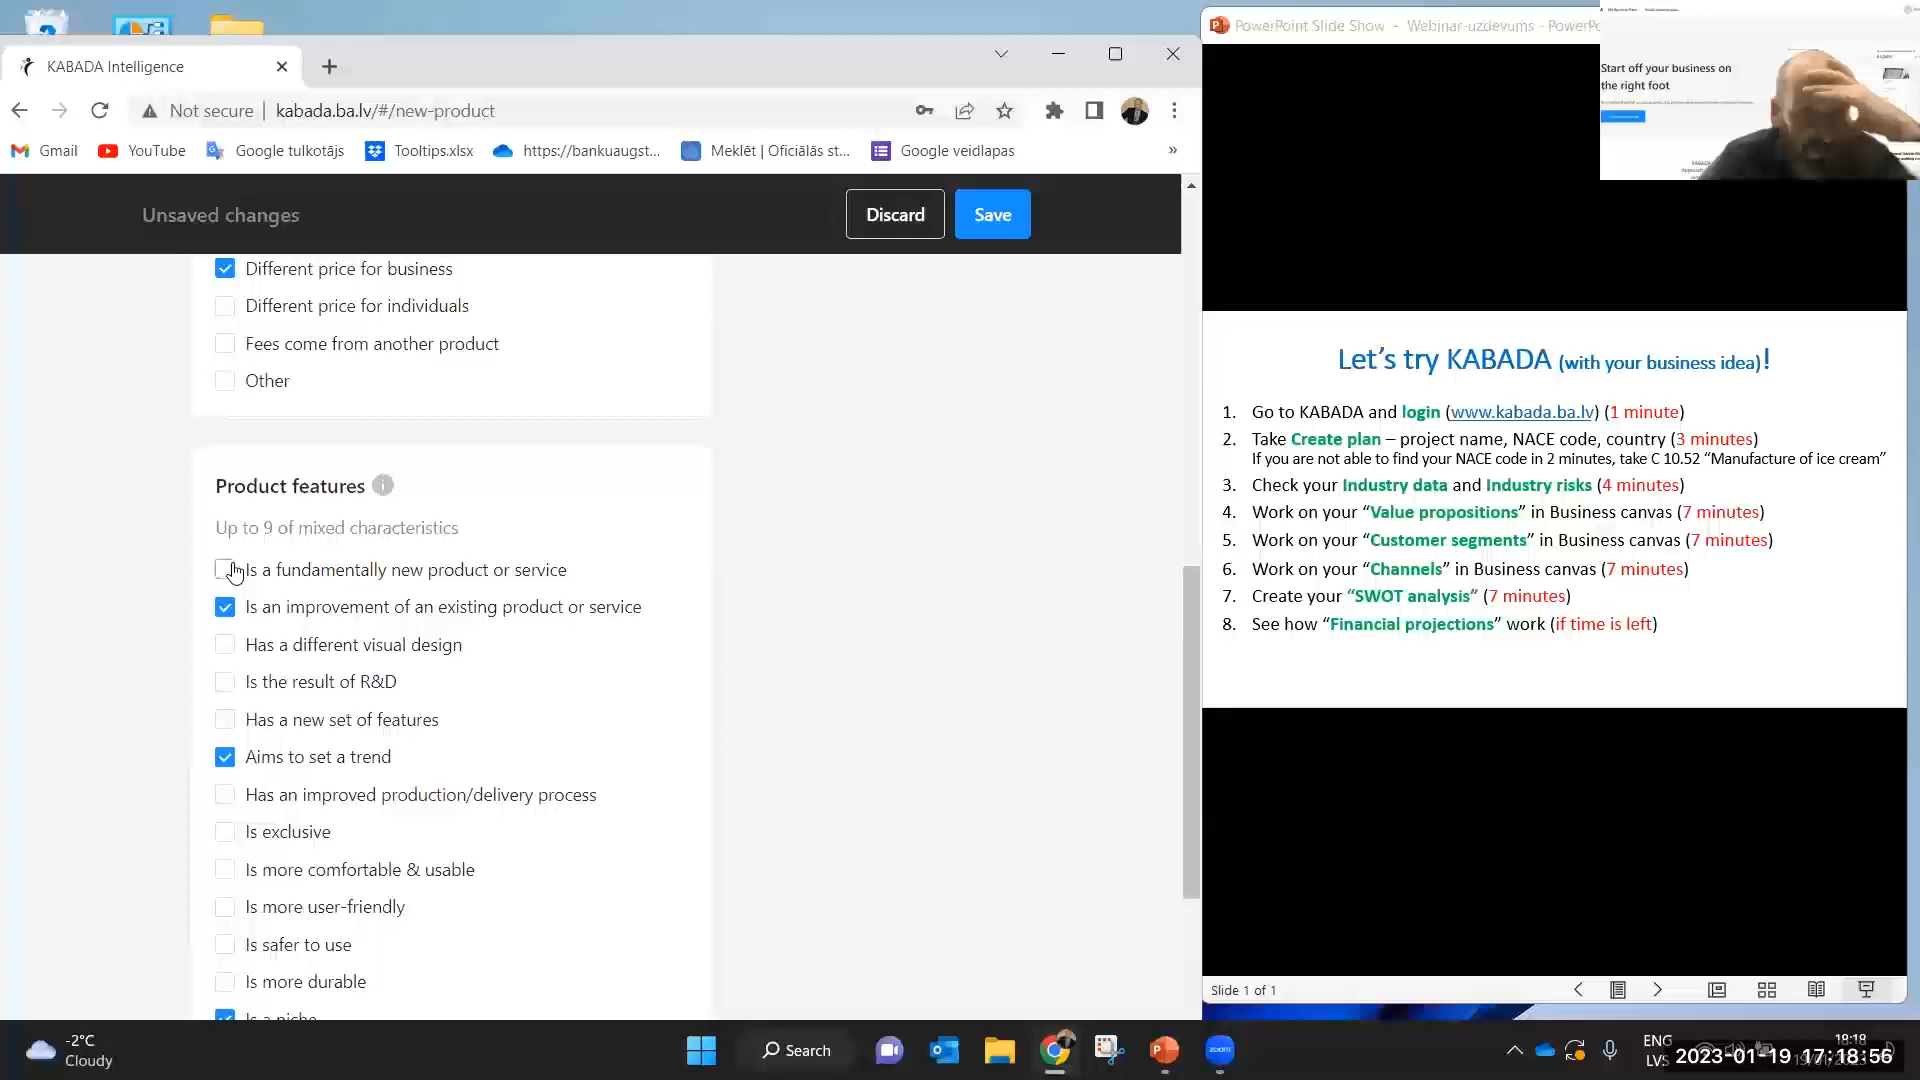 KABADA Intelligence
Not secure | kabada.ba.lv/#/new-product
Gmail
YouTube
Google tulkotājs
Tooltips.xlsx
https://bankuaugst...
Meklēt | Oficiālās st...
Google veidlapas
»
Unsaved changes
Discard
Save
Different price for business
Different price for individuals
Fees come from another product
Other
Product features
Up to 9 of mixed characteristics
Is a fundamentally new product or service
Is an improvement of an existing product or service
Has a different visual design
Is the result of R&D
Has a new set of features
Aims to set a trend
Has an improved production/delivery process
Is exclusive
Is more comfortable & usable
Is more user-friendly
Is safer to use
Is more durable
Is a niche
PowerPoint Slide Show - Webinar-uzdevums - PowerPo
Start off your business on
the right foot
Let's try KABADA (with your business idea)!
1. Go to KABADA and login (www.kabada.ba.lv) (1 minute)
2. Take Create plan – project name, NACE code, country (3 minutes)
If you are not able to find your NACE code in 2 minutes, take C 10.52 "Manufacture of ice cream"
3. Check your Industry data and Industry risks (4 minutes)
4. Work on your "Value propositions" in Business canvas (7 minutes)
5. Work on your "Customer segments" in Business canvas (7 minutes)
6. Work on your "Channels" in Business canvas (7 minutes)
7. Create your "SWOT analysis" (7 minutes)
8. See how "Financial projections" work (if time is left)
Slide 1 of 1
-2°C
Cloudy
Search
zoom
ENG
LVS
18:18
2023-01-19 17:18:56